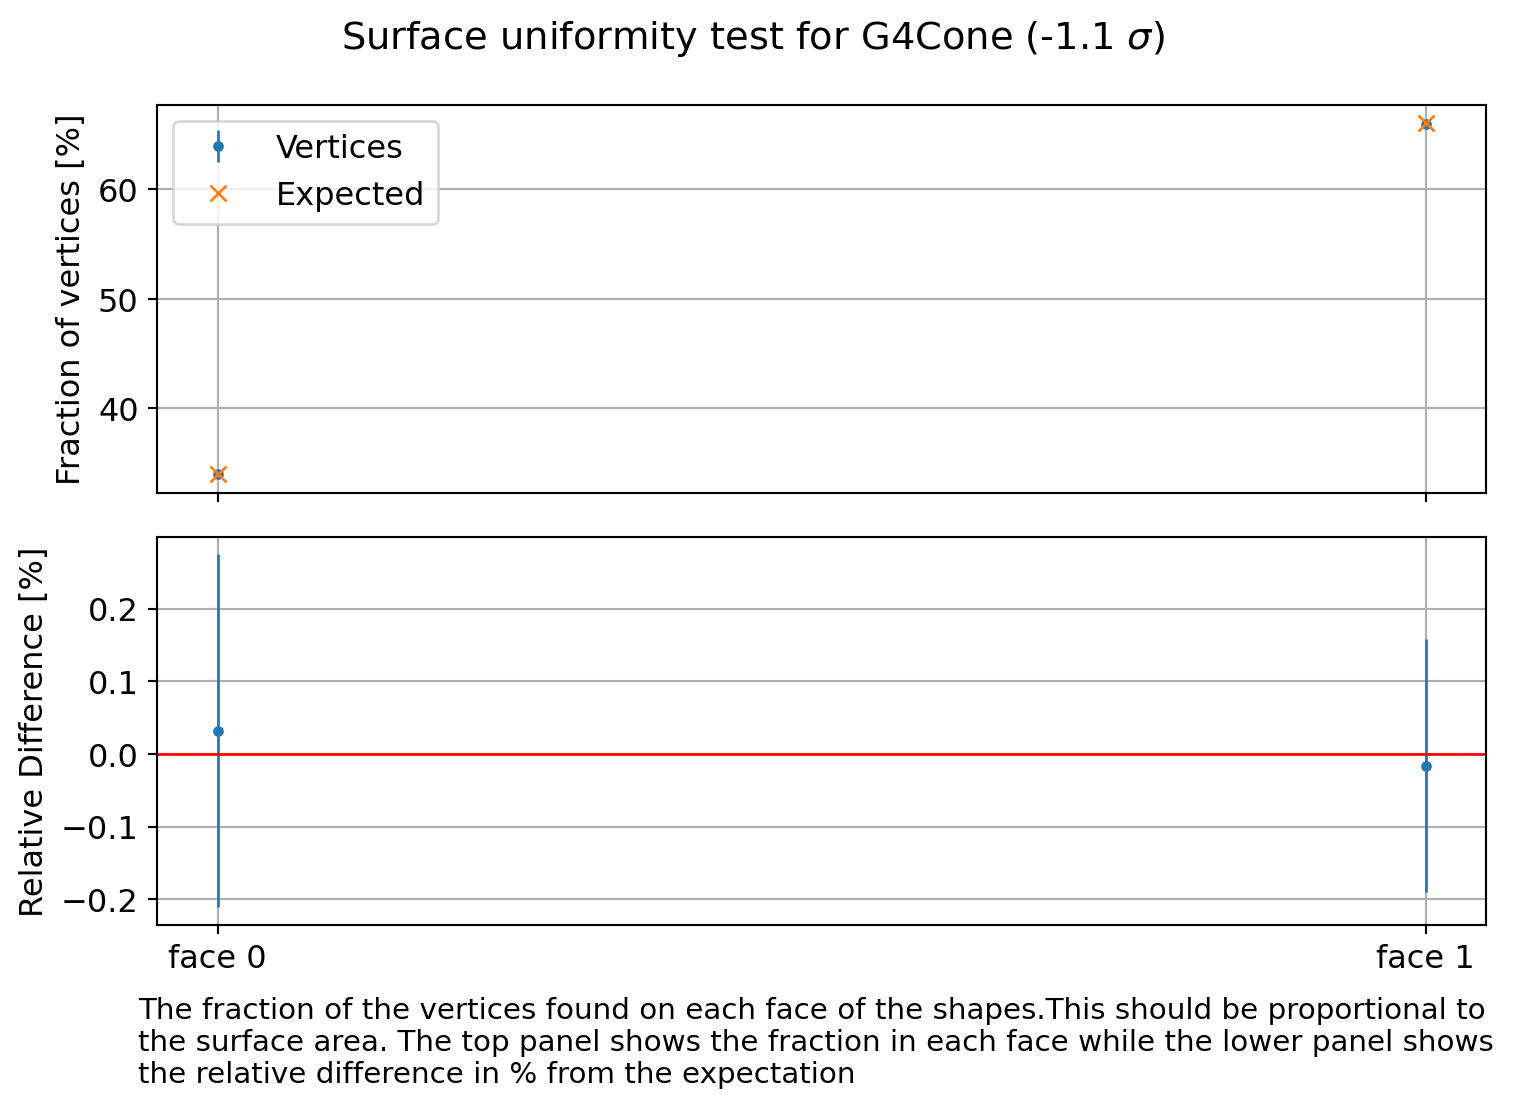 Surface uniformity test for G4Cone (-1.1 σ)
Fraction of vertices [%]
60
50
40
Vertices
Expected
Relative Difference [%]
0.2
0.1
0.0
−0.1
−0.2
face 0
face 1
The fraction of the vertices found on each face of the shapes.This should be proportional to
the surface area. The top panel shows the fraction in each face while the lower panel shows
the relative difference in % from the expectation